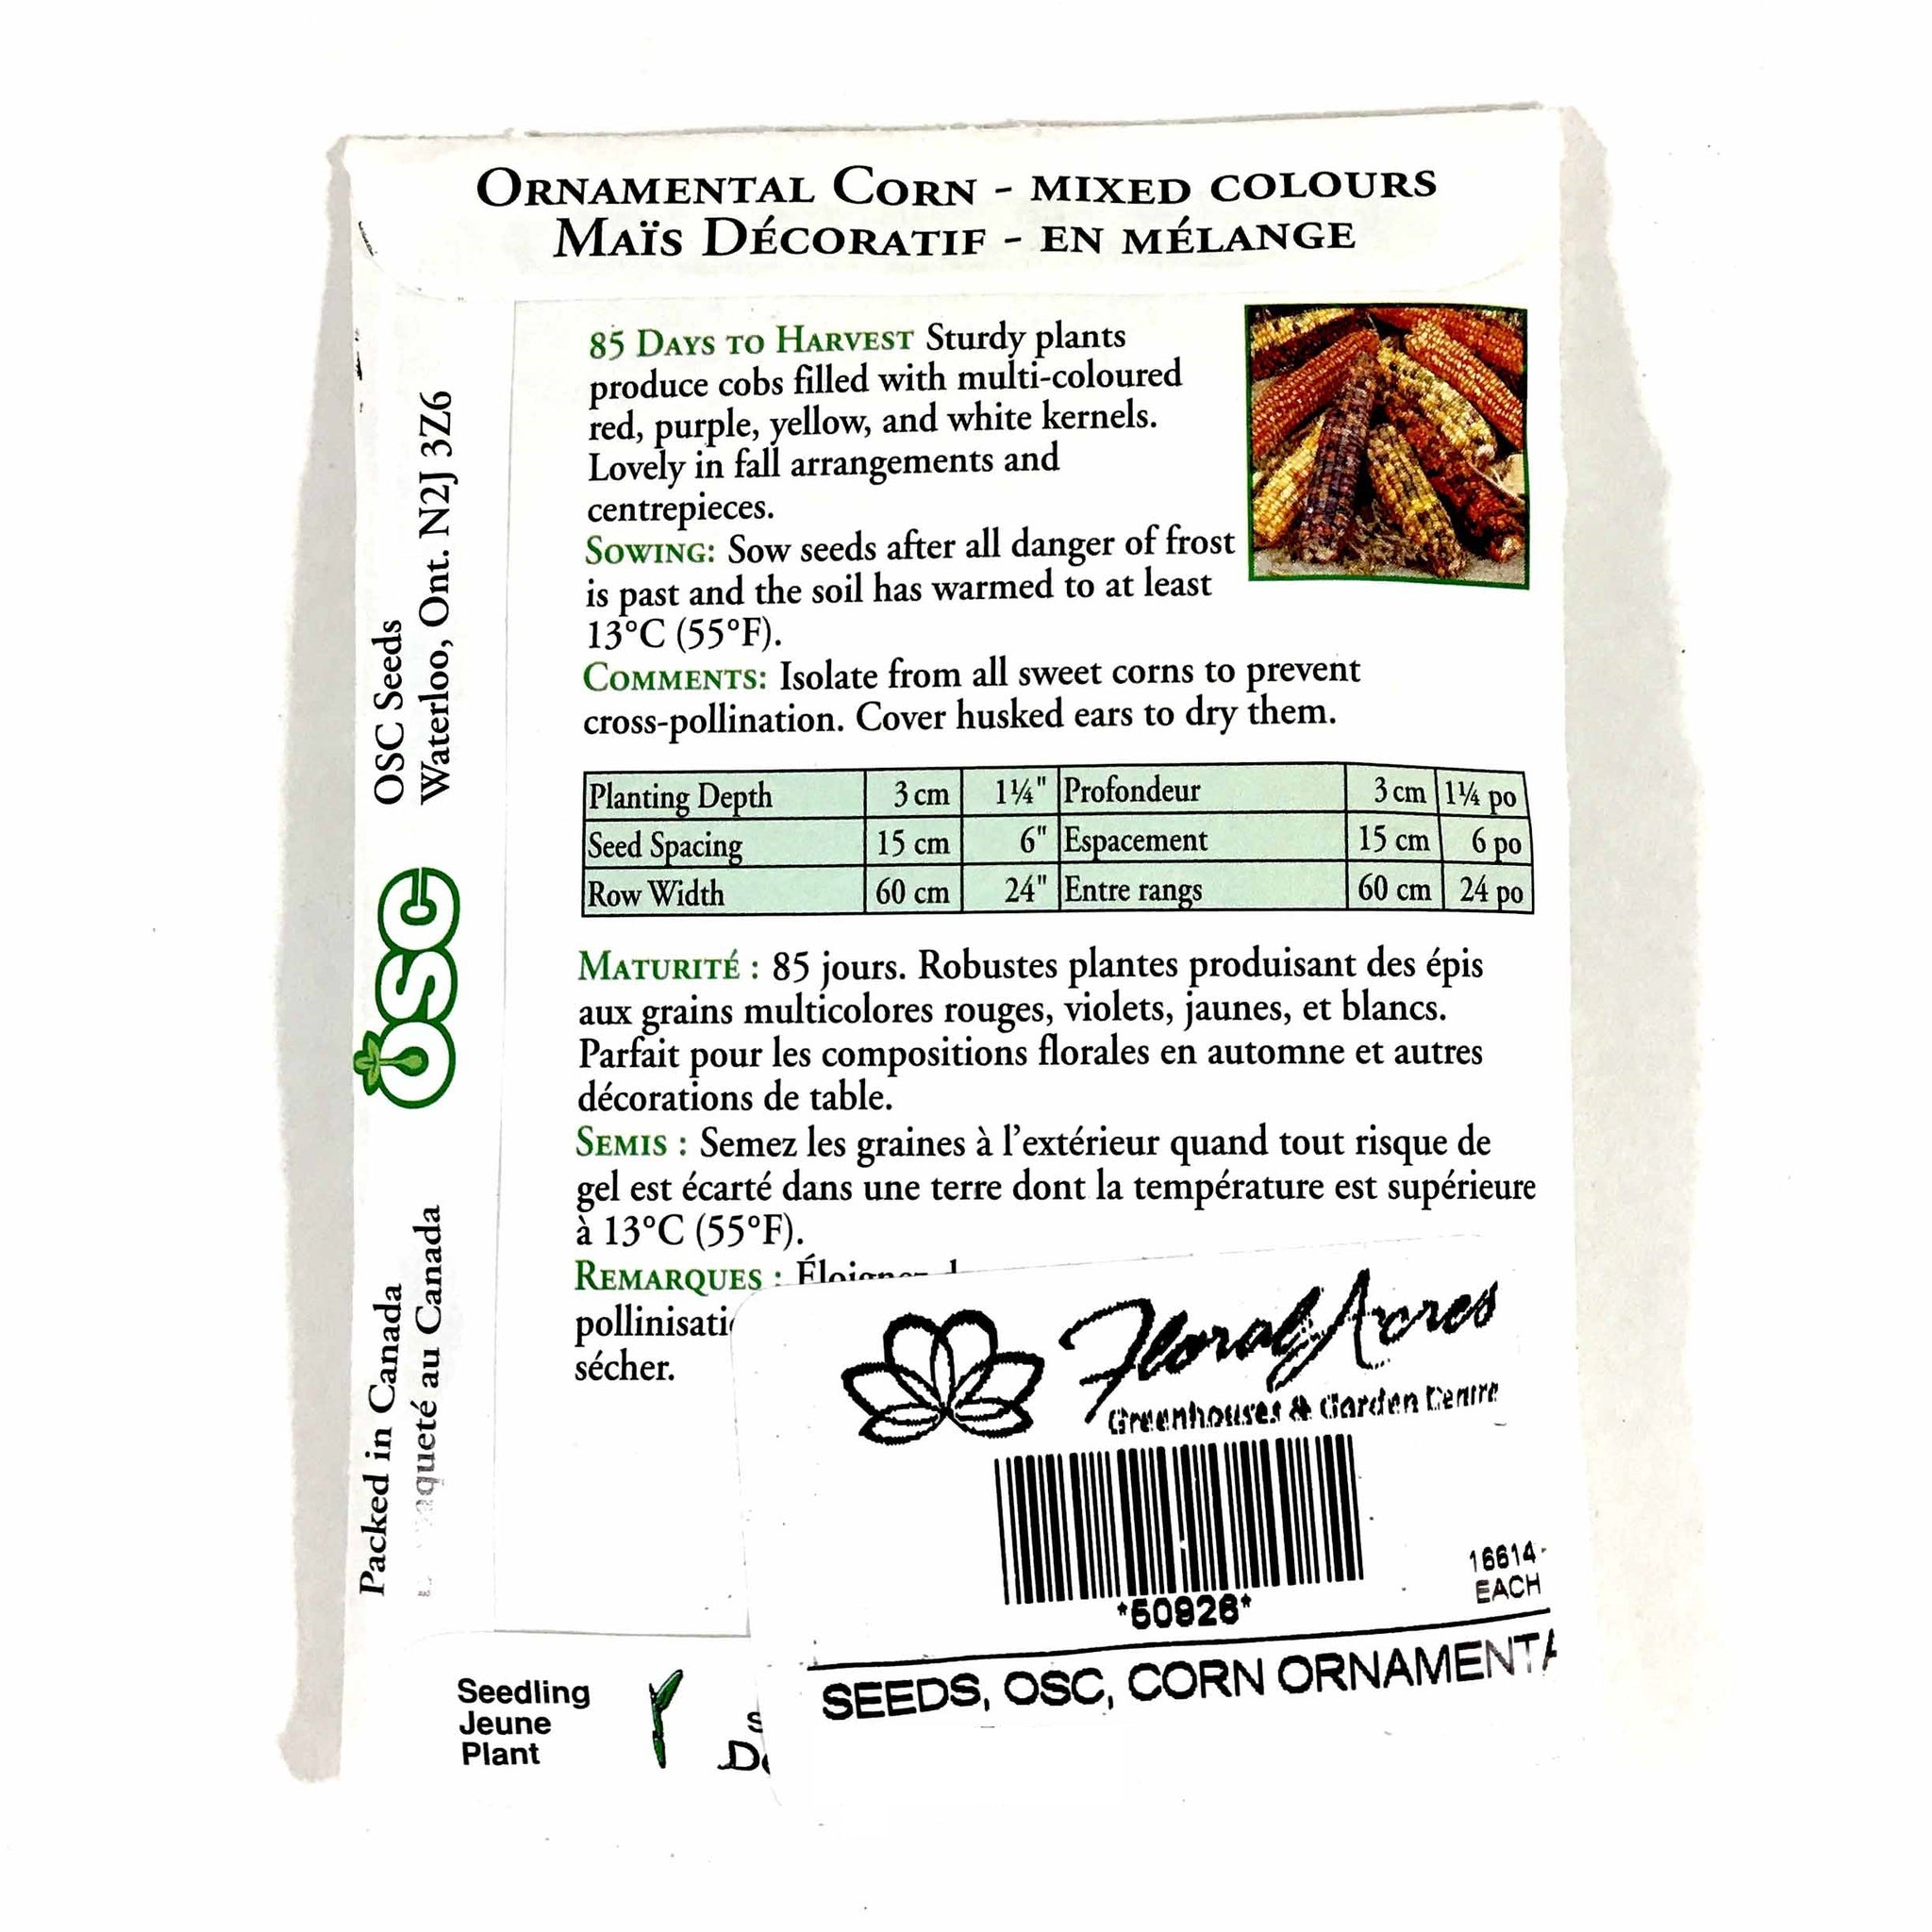 ORNAMENTAL CORN - MIXED COLOURS
MAÏS DÉCORATIF - EN MÉLANGE
85 DAYS TO HARVEST Sturdy plants
produce cobs filled with multi-coloured
red, purple, yellow, and white kernels.
Lovely in fall arrangements and
centrepieces.
SOWING: Sow seeds after all danger of frost
is past and the soil has warmed to at least
13°C (55°F).
COMMENTS: Isolate from all sweet corns to prevent
cross-pollination. Cover husked ears to dry them.
Planting Depth 3 cm 1¼" Profondeur 3 cm 1¼ po
Seed Spacing 15 cm 6" Espacement 15 cm 6 po
Row Width 60 cm 24" Entre rangs 60 cm 24 po
MATURITÉ : 85 jours. Robustes plantes produisant des épis
aux grains multicolores rouges, violets, jaunes, et blancs.
Parfait pour les compositions florales en automne et autres
décorations de table.
SEMIS : Semez les graines à l'extérieur quand tout risque de
gel est écarté dans une terre dont la température est supérieure
à 13°C (55°F).
REMARQUES :
sécher.
OSC Seeds
Waterloo, Ont. N2J 3Z6
OSC
Packed in Canada
au Canada
Floral Acres
Greenhouses & Garden Centre
*50928*
16614-
EACH
SEEDS, OSC, CORN ORNAMENTA
Seedling
Jeune
Plant